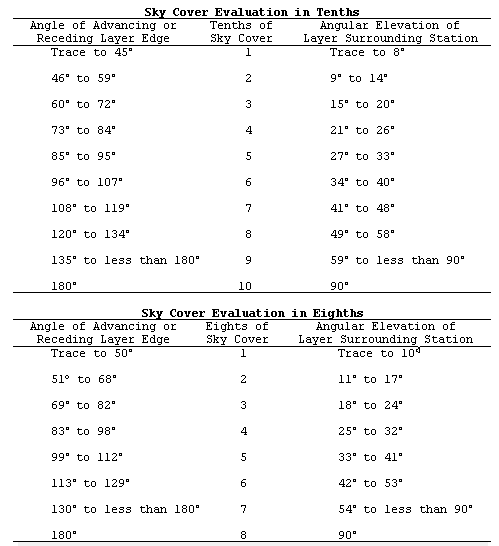 Sky Cover Evaluation in Tenths
Angle of Advancing or Tenths of Angular Elevation of
Receding Layer Edge Sky Cover Layer Surrounding Station
Trace to 45° 1 Trace to 8°
46° to 59° 2 9° to 14°
60° to 72° 3 15° to 20°
73° to 84° 4 21° to 26°
85° to 95° 5 27° to 33°
96° to 107° 6 34° to 40°
108° to 119° 7 41° to 48°
120° to 134° 8 49° to 58°
135° to less than 180° 9 59° to less than 90°
180° 10 90°
Sky Cover Evaluation in Eighths
Angle of Advancing or Eights of Angular Elevation of
Receding Layer Edge Sky Cover Layer Surrounding Station
Trace to 50° 1 Trace to 10°
51° to 68° 2 11° to 17°
69° to 82° 3 18° to 24°
83° to 98° 4 25° to 32°
99° to 112° 5 33° to 41°
113° to 129° 6 42° to 53°
130° to less than 180° 7 54° to less than 90°
180° 8 90°